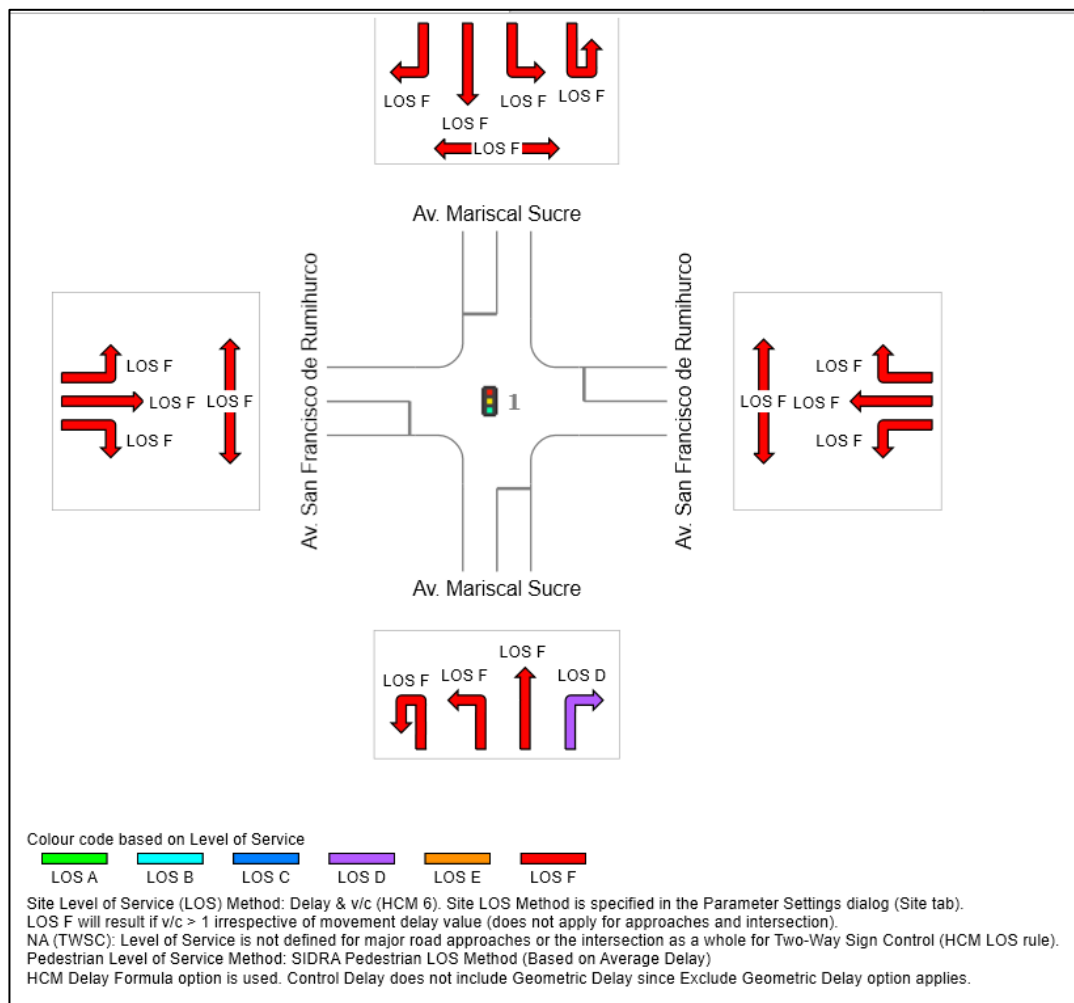 LOS F
LOS F
LOS F
LOS F
LOS F
Av. Mariscal Sucre
Av. San Francisco de Rumihurco
Av. San Francisco de Rumihurco
LOS F
LOS F
LOS F
LOS F
1
LOS F
LOS F
LOS F
LOS F
Av. Mariscal Sucre
LOS F
LOS F
LOS F
LOS D
Colour code based on Level of Service
LOS A LOS B LOS C LOS D LOS E LOS F
Site Level of Service (LOS) Method: Delay & v/c (HCM 6). Site LOS Method is specified in the Parameter Settings dialog (Site tab).
LOS F will result if v/c > 1 irrespective of movement delay value (does not apply for approaches and intersection).
NA (TWSC): Level of Service is not defined for major road approaches or the intersection as a whole for Two-Way Sign Control (HCM LOS rule).
Pedestrian Level of Service Method: SIDRA Pedestrian LOS Method (Based on Average Delay)
HCM Delay Formula option is used. Control Delay does not include Geometric Delay since Exclude Geometric Delay option applies.